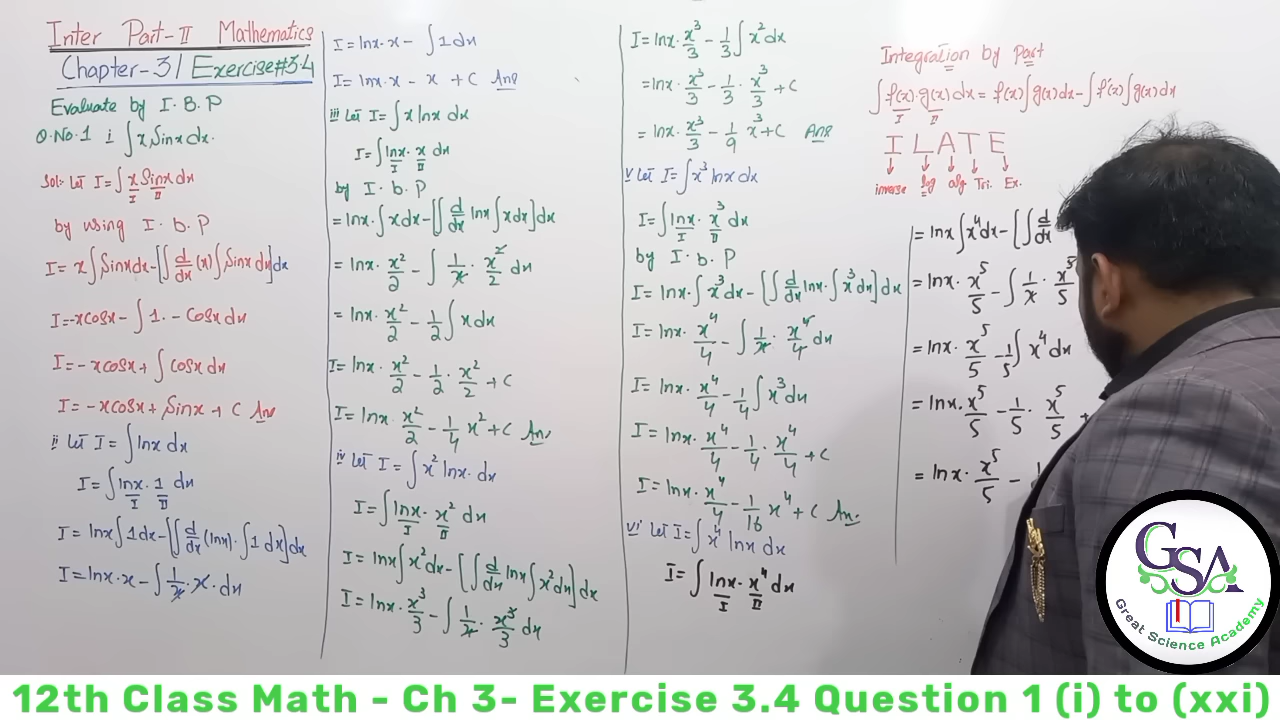 Inter Part-II Mathematics
Chapter-3/Exercise#3.4
Evaluate by I.B.P
Q.No.1 i ∫ x Sinx dx.
Sol: Let I = ∫ x Sinx dx
I II
by using I.b.P
I = x ∫ Sinx dx - [∫ d/dx (x) ∫ Sinx dx] dx
I = -x cosx - ∫ 1. - Cosx dx
I = -x cosx + ∫ Cosx dx
I = -x cosx + Sinx + C Ans
ii Let I = ∫ lnx dx
I = ∫ lnx . 1 dx
I II
I = lnx ∫ 1 dx - [∫ d/dx (lnx) . ∫ 1 dx] dx
I = lnx . x - ∫ 1/x . x . dx
I = lnx . x - ∫ 1 dx
I = lnx . x - x + C Ans
iii Let I = ∫ x lnx dx
I = ∫ lnx . x dx
I II
by I.b.P
= lnx . ∫ x dx - [∫ d/dx lnx ∫ x dx] dx
= lnx . x²/2 - ∫ 1/x . x²/2 dx
= lnx . x²/2 - 1/2 ∫ x dx
I = lnx . x²/2 - 1/2 . x²/2 + C
I = lnx . x²/2 - 1/4 x² + C Ans
iv Let I = ∫ x² lnx . dx
I = ∫ lnx . x² dx
I II
I = lnx ∫ x² dx - [∫ d/dx lnx ∫ x² dx] dx
I = lnx . x³/3 - ∫ 1/x . x³/3 dx
I = lnx . x³/3 - 1/3 ∫ x² dx
= lnx . x³/3 - 1/3 . x³/3 + C
= lnx . x³/3 - 1/9 x³ + C Ans
v Let I = ∫ x³ lnx dx
I = ∫ lnx . x³ dx
I II
by I.b.P
I = lnx . ∫ x³ dx - [∫ d/dx lnx . ∫ x³ dx] dx
I = lnx . x⁴/4 - ∫ 1/x . x⁴/4 dx
I = lnx . x⁴/4 - 1/4 ∫ x³ dx
I = lnx . x⁴/4 - 1/4 . x⁴/4 + C
I = lnx . x⁴/4 - 1/16 x⁴ + C Ans.
vi Let I = ∫ x⁴ lnx dx
I = ∫ lnx . x⁴ dx
I II
Integration by Part
∫ f(x) . g(x) dx = f(x) ∫ g(x) dx - ∫ f'(x) ∫ g(x) dx
I II
I L A T E
inverse log alg Tri. Ex.
= lnx ∫ x⁴ dx - [∫ d/dx
= lnx . x⁵/5 - ∫ 1/x . x⁵/5
= lnx . x⁵/5 - 1/5 ∫ x⁴ dx
= lnx . x⁵/5 - 1/5 . x⁵/5 +
= lnx . x⁵/5 -
GSA
Great Science Academy
12th Class Math - Ch 3- Exercise 3.4 Question 1 (i) to (xxi)